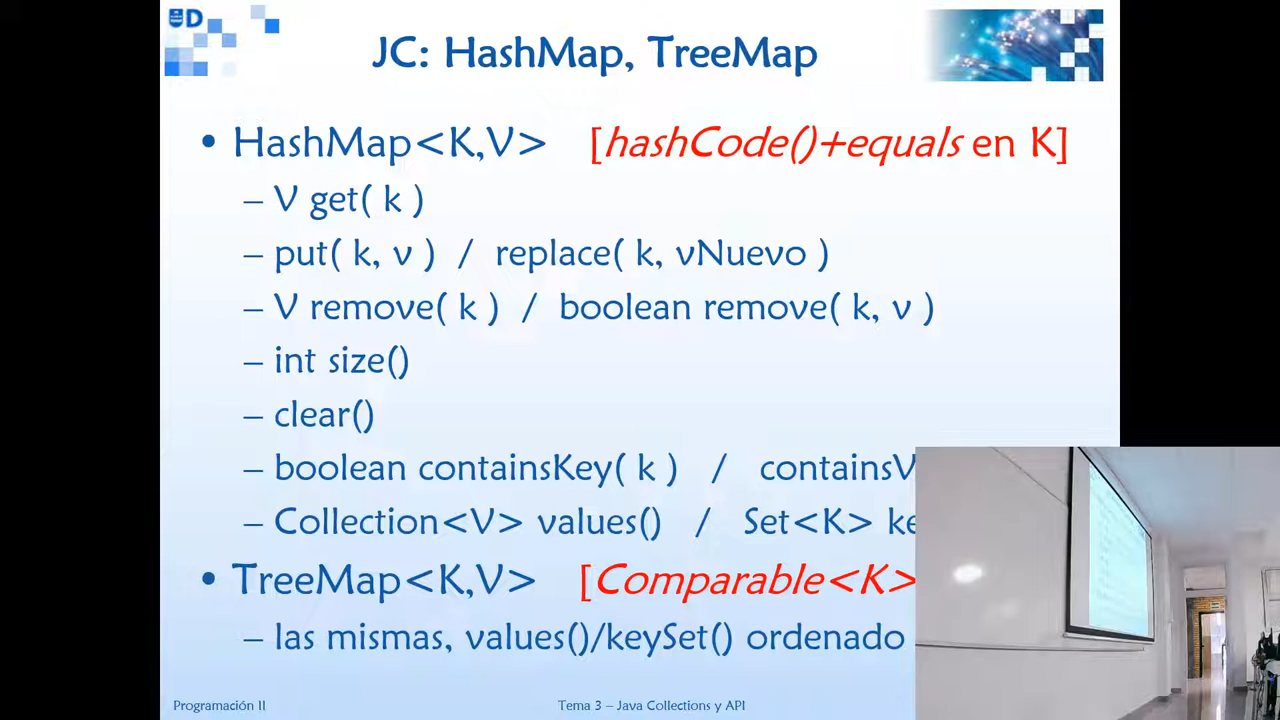 D
JC: HashMap, TreeMap
• HashMap<K,V> [hashCode()+equals en K]
– V get( k )
– put( k, v ) / replace( k, vNuevo )
– V remove( k ) / boolean remove( k, v )
– int size()
– clear()
– boolean containsKey( k ) / containsV
– Collection<V> values() / Set<K> ke
• TreeMap<K,V> [Comparable<K>
– las mismas, values()/keySet() ordenado
Programación II Tema 3 – Java Collections y API